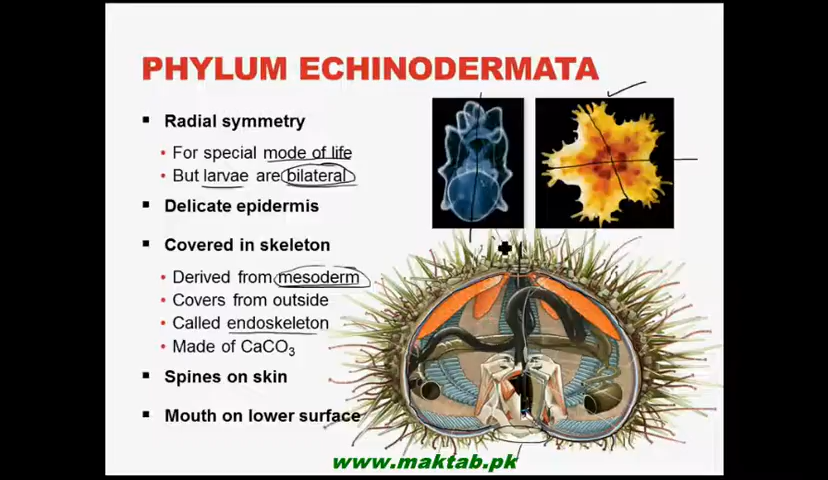 PHYLUM ECHINODERMATA
▪ Radial symmetry
• For special mode of life
• But larvae are bilateral
▪ Delicate epidermis
▪ Covered in skeleton
• Derived from mesoderm
• Covers from outside
• Called endoskeleton
• Made of CaCO3
▪ Spines on skin
▪ Mouth on lower surface
www.maktab.pk